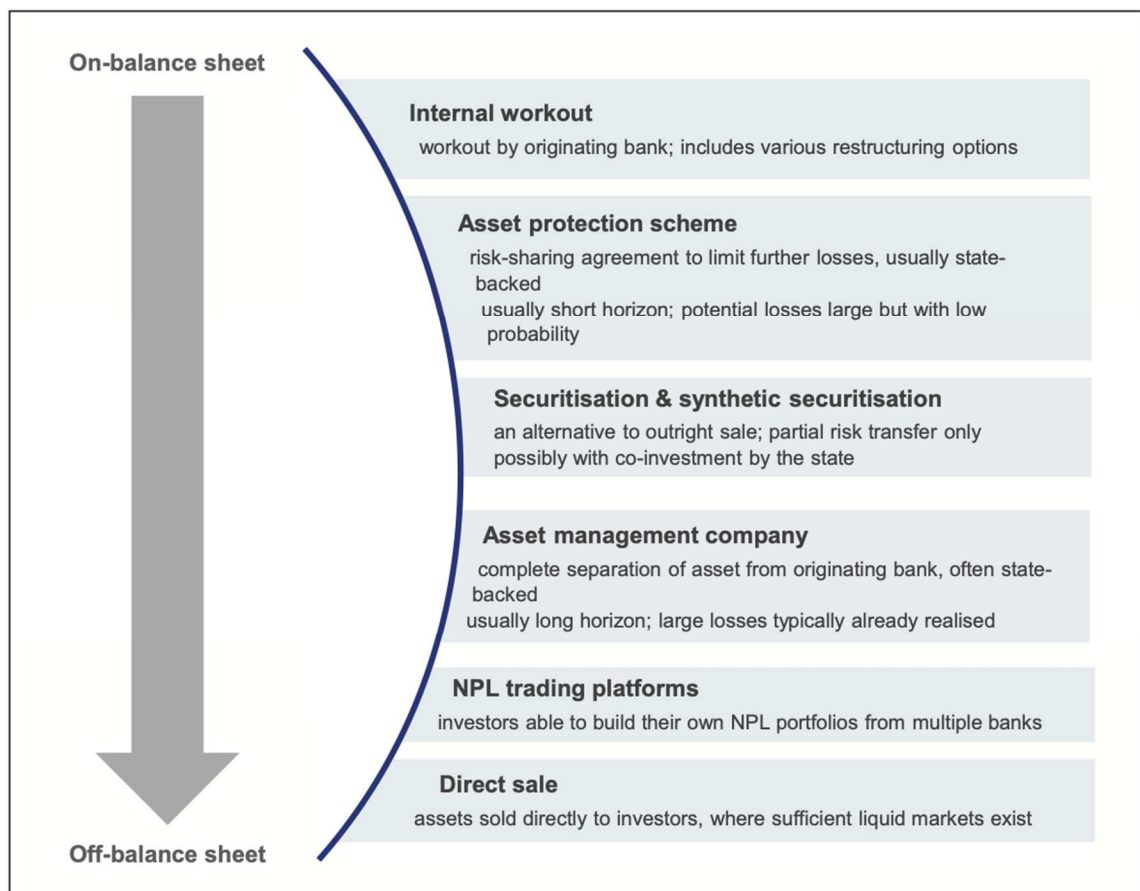 On-balance sheet
Internal workout
workout by originating bank; includes various restructuring options
Asset protection scheme
risk-sharing agreement to limit further losses, usually state-
backed
usually short horizon; potential losses large but with low
probability
Securitisation & synthetic securitisation
an alternative to outright sale; partial risk transfer only
possibly with co-investment by the state
Asset management company
complete separation of asset from originating bank, often state-
backed
usually long horizon; large losses typically already realised
NPL trading platforms
investors able to build their own NPL portfolios from multiple banks
Direct sale
assets sold directly to investors, where sufficient liquid markets exist
Off-balance sheet